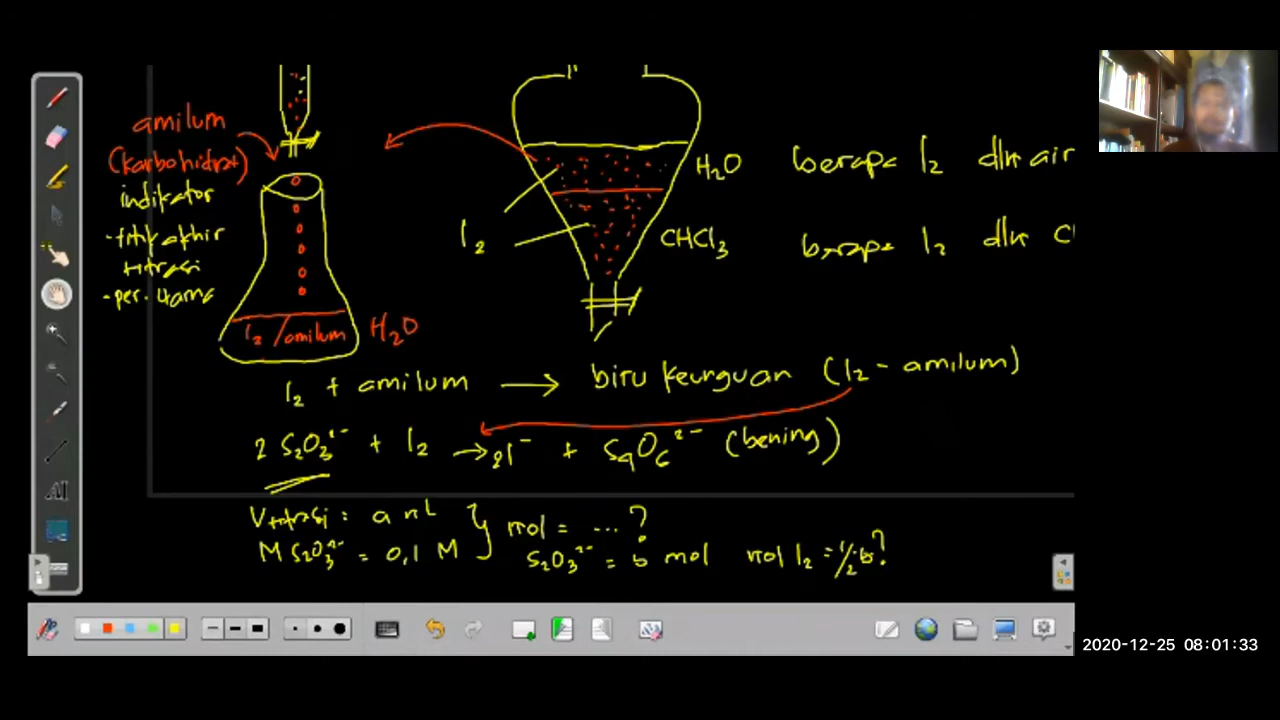 amilum
(karbohidrat)
indikator
- titik akhir
titrasi
- per. utama
I2 /amilum
H2O
I2
H2O
CHCl3
berapa I2 dlm air
berapa I2 dlm C
I2 + amilum → biru keunguan (I2 - amilum)
2 S2O3²⁻ + I2 → 2I⁻ + S4O6²⁻ (bening)
Vtitrasi = a mL
M S2O3²⁻ = 0,1 M
mol = ... ?
S2O3²⁻ = b mol
mol I2 = 1/2 b?
2020-12-25 08:01:33